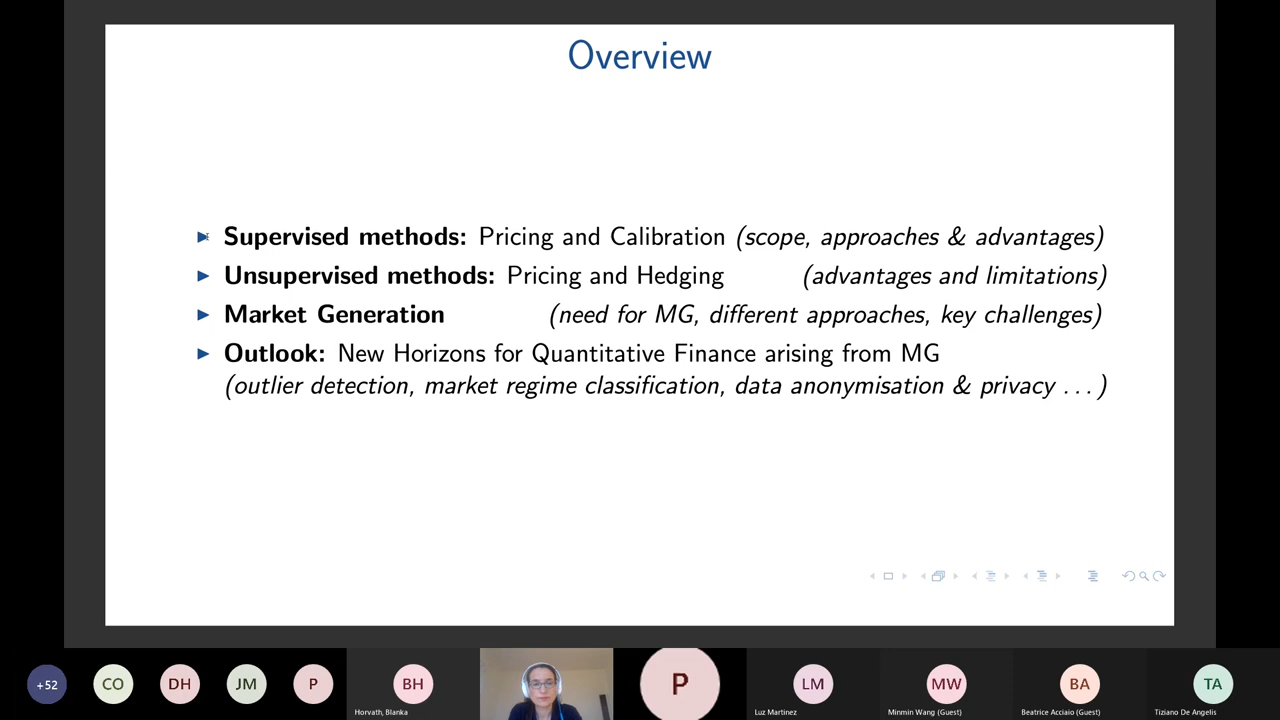 Overview
Supervised methods: Pricing and Calibration (scope, approaches & advantages)
Unsupervised methods: Pricing and Hedging (advantages and limitations)
Market Generation (need for MG, different approaches, key challenges)
Outlook: New Horizons for Quantitative Finance arising from MG
(outlier detection, market regime classification, data anonymisation & privacy . . . )
+52 CO DH JM P BH P LM MW BA TA
Horvath, Blanka Luz Martinez Minmin Wang (Guest) Beatrice Acciaio (Guest) Tiziano De Angelis